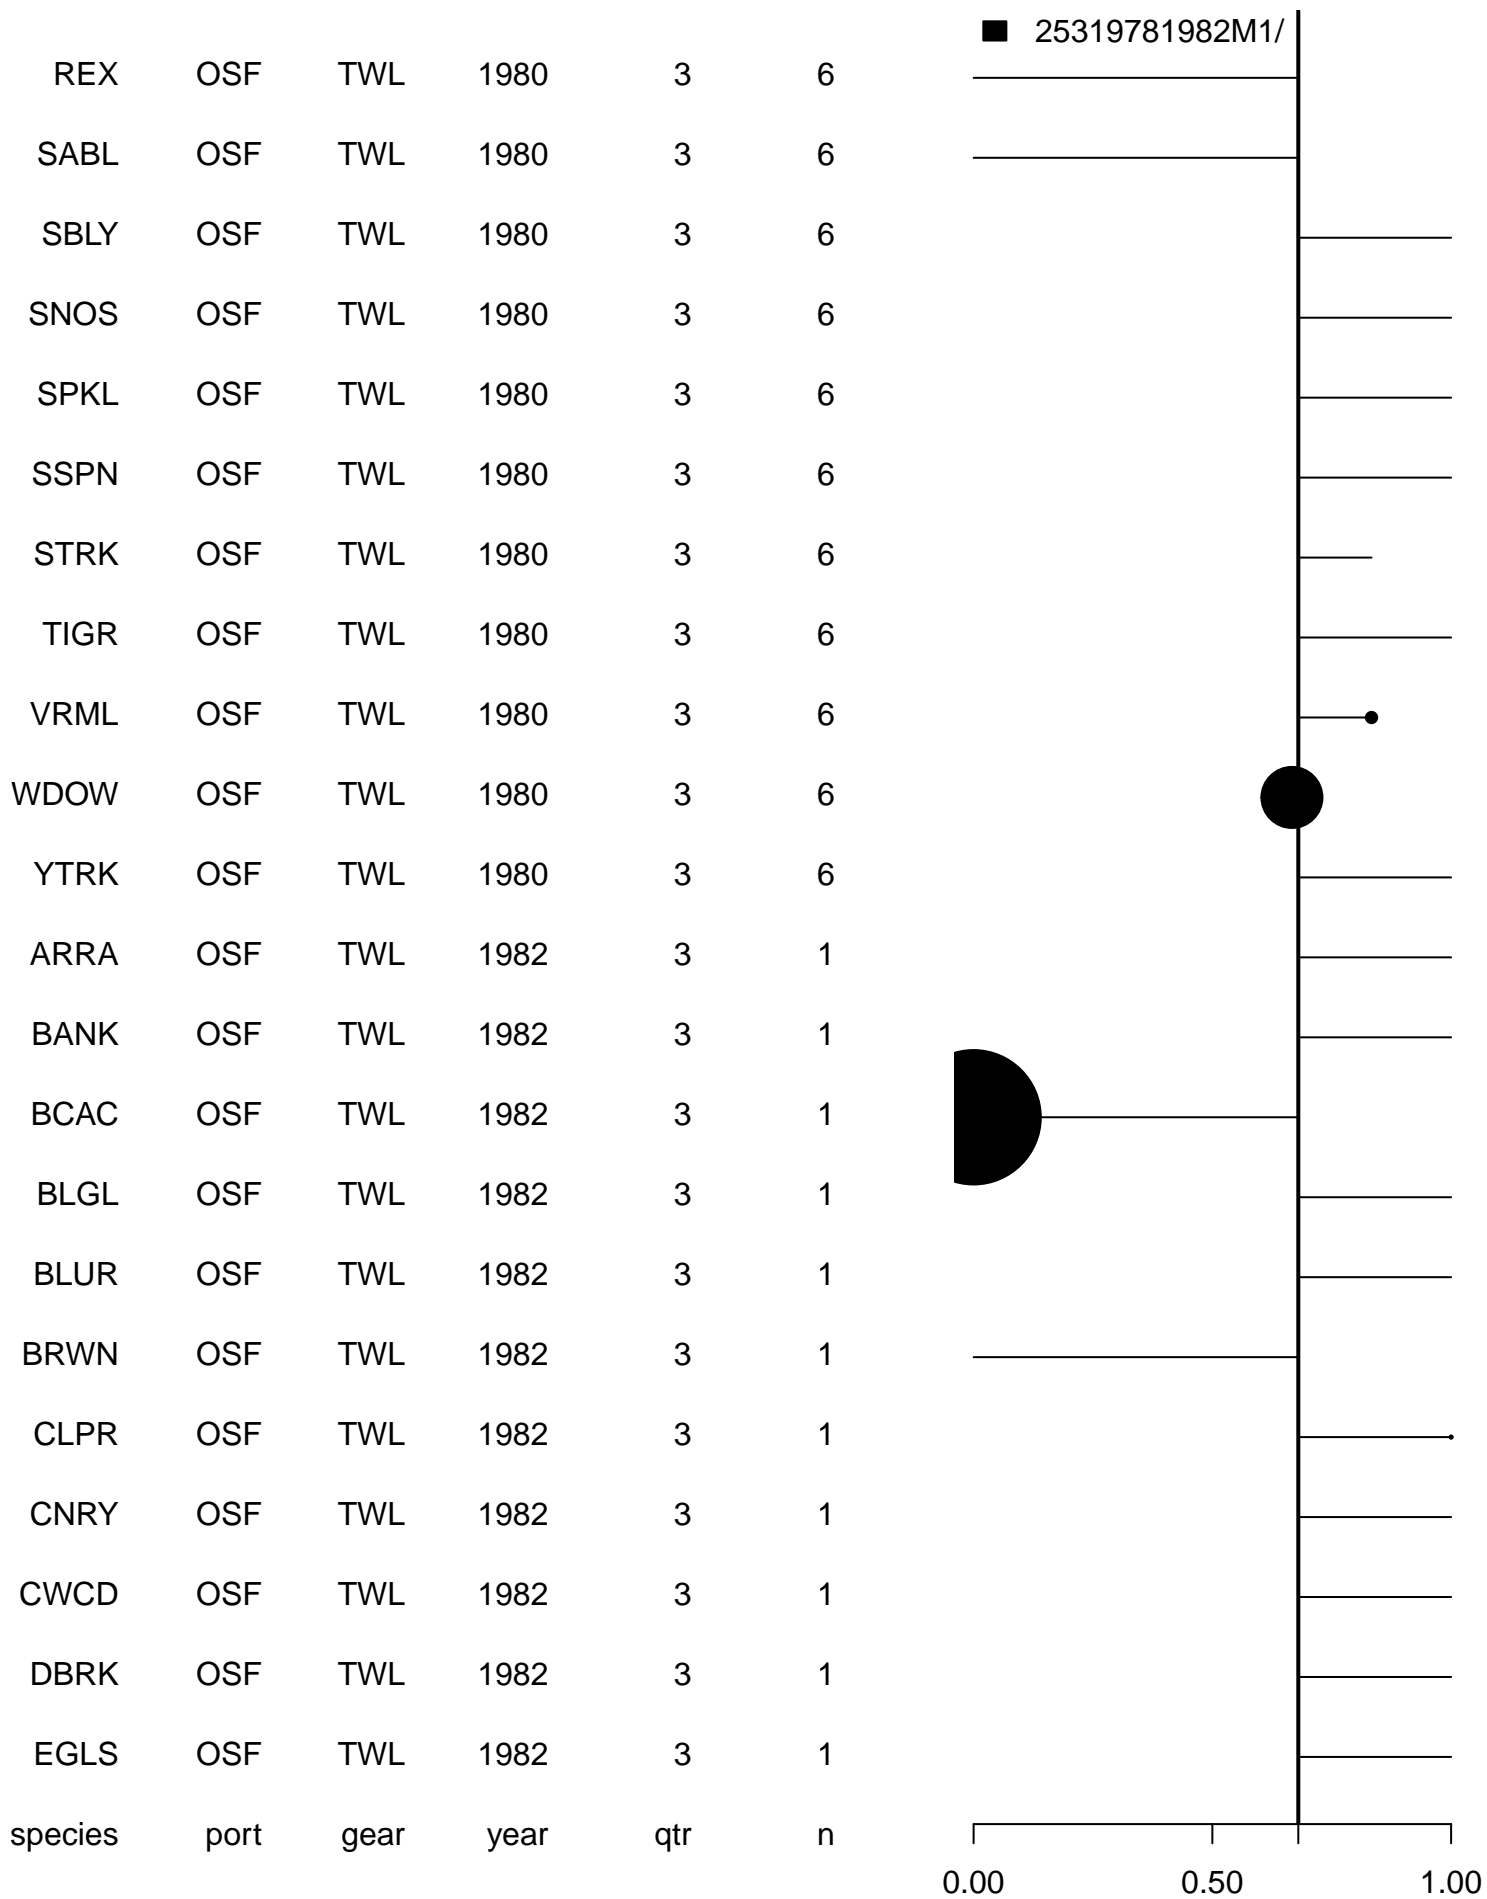 25319781982M1/
REX OSF TWL 1980 3 6
SABL OSF TWL 1980 3 6
SBLY OSF TWL 1980 3 6
SNOS OSF TWL 1980 3 6
SPKL OSF TWL 1980 3 6
SSPN OSF TWL 1980 3 6
STRK OSF TWL 1980 3 6
TIGR OSF TWL 1980 3 6
VRML OSF TWL 1980 3 6
WDOW OSF TWL 1980 3 6
YTRK OSF TWL 1980 3 6
ARRA OSF TWL 1982 3 1
BANK OSF TWL 1982 3 1
BCAC OSF TWL 1982 3 1
BLGL OSF TWL 1982 3 1
BLUR OSF TWL 1982 3 1
BRWN OSF TWL 1982 3 1
CLPR OSF TWL 1982 3 1
CNRY OSF TWL 1982 3 1
CWCD OSF TWL 1982 3 1
DBRK OSF TWL 1982 3 1
EGLS OSF TWL 1982 3 1
species port gear year qtr n
0.00 0.50 1.00